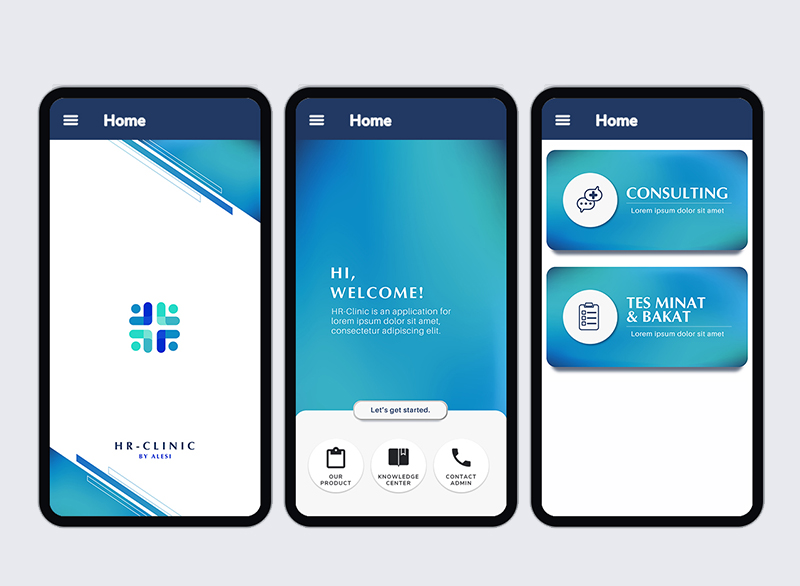 Home
HR-CLINIC
BY ALESI
Home
HI,
WELCOME!
HR-Clinic is an application for
lorem ipsum dolor sit amet,
consectetur adipiscing elit.
Let's get started.
OUR
PRODUCT
KNOWLEDGE
CENTER
CONTACT
ADMIN
Home
CONSULTING
Lorem ipsum dolor sit amet
TES MINAT
& BAKAT
Lorem ipsum dolor sit amet